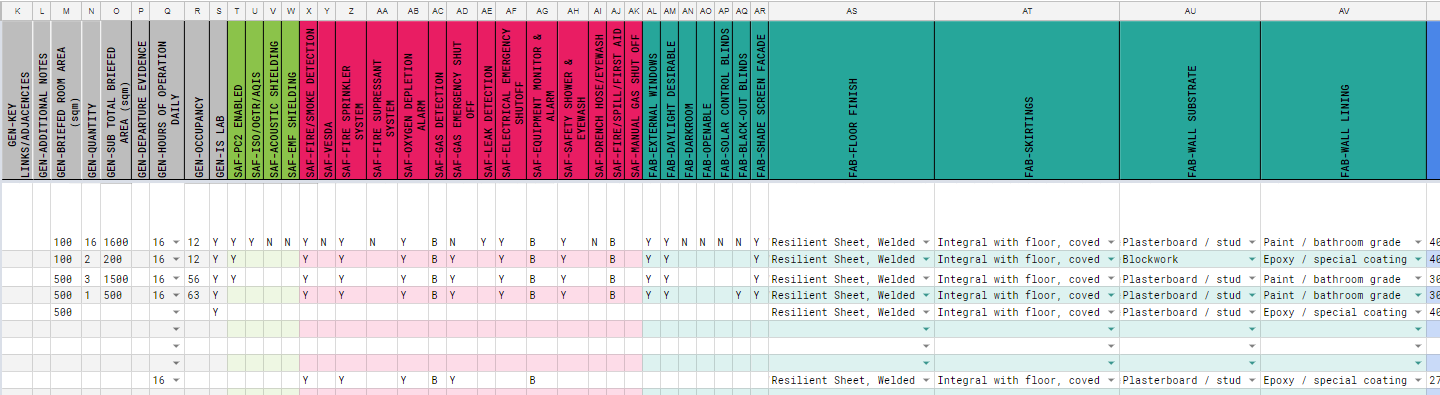 K L M N O P Q R S T U V W X Y Z AA AB AC AD AE AF AG AH AI AJ AK AL AM AN AO AP AQ AR AS AT AU AV
GEN-KEY
LINKS/ADJACENCIES
GEN-ADDITIONAL NOTES
GEN-BRIEFED ROOM AREA
(sqm)
GEN-QUANTITY
GEN-SUB TOTAL BRIEFED
AREA (sqm)
GEN-DEPARTURE EVIDENCE
GEN-HOURS OF OPERATION
DAILY
GEN-OCCUPANCY
GEN-IS LAB
SAF-PC2 ENABLED
SAF-ISO/OGTR/AQIS
SAF-ACOUSTIC SHIELDING
SAF-EMF SHIELDING
SAF-FIRE/SMOKE DETECTION
SAF-VESDA
SAF-FIRE SPRINKLER
SYSTEM
SAF-FIRE SUPRESSANT
SYSTEM
SAF-OXYGEN DEPLETION
ALARM
SAF-GAS DETECTION
SAF-GAS EMERGENCY SHUT
OFF
SAF-LEAK DETECTION
SAF-ELECTRICAL EMERGENCY
SHUTOFF
SAF-EQUIPMENT MONITOR &
ALARM
SAF-SAFETY SHOWER &
EYEWASH
SAF-DRENCH HOSE/EYEWASH
SAF-FIRE/SPILL/FIRST AID
SAF-MANUAL GAS SHUT OFF
FAB-EXTERNAL WINDOWS
FAB-DAYLIGHT DESIRABLE
FAB-DARKROOM
FAB-OPENABLE
FAB-SOLAR CONTROL BLINDS
FAB-BLACK-OUT BLINDS
FAB-SHADE SCREEN FACADE
FAB-FLOOR FINISH
FAB-SKIRTINGS
FAB-WALL SUBSTRATE
FAB-WALL LINING
100 16 1600 16 12 Y Y Y N N Y N Y N Y B N Y Y B Y N B Y Y N N N N Y Resilient Sheet, Welded Integral with floor, coved Plasterboard / stud Paint / bathroom grade 40
100 2 200 16 12 Y Y Y Y Y B Y Y B Y B Y Y Y Resilient Sheet, Welded Integral with floor, coved Blockwork Epoxy / special coating 40
500 3 1500 16 56 Y Y Y Y Y B Y Y B Y B Y Y Y Resilient Sheet, Welded Integral with floor, coved Plasterboard / stud Paint / bathroom grade 30
500 1 500 16 63 Y Y Y Y B Y Y B Y B Y Y Y Y Resilient Sheet, Welded Integral with floor, coved Plasterboard / stud Paint / bathroom grade 30
500 Y Resilient Sheet, Welded Integral with floor, coved Plasterboard / stud Epoxy / special coating 40
16 Y Y Y B Y B Resilient Sheet, Welded Integral with floor, coved Plasterboard / stud Epoxy / special coating 27